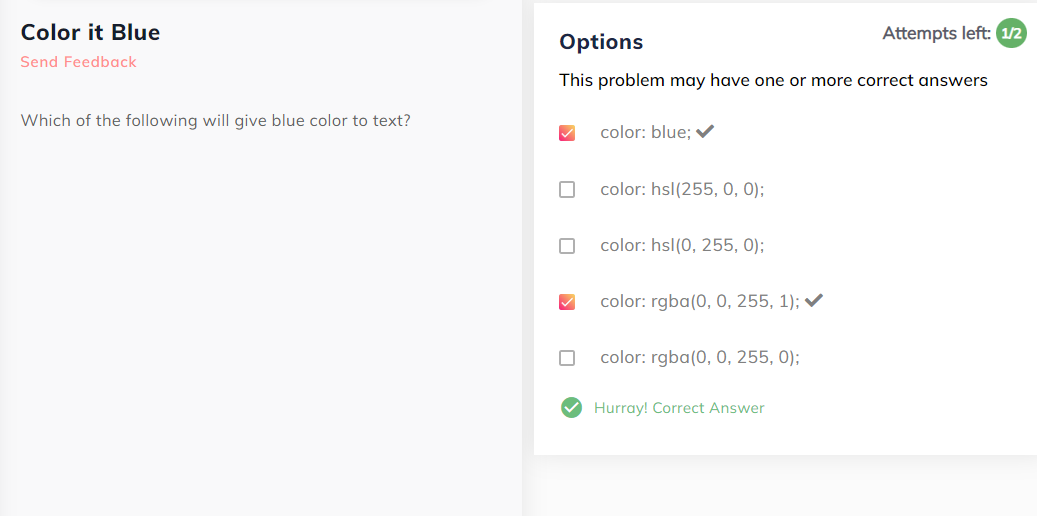 Color it Blue
Send Feedback
Which of the following will give blue color to text?
Attempts left: 1/2
Options
This problem may have one or more correct answers
color: blue;
color: hsl(255, 0, 0);
color: hsl(0, 255, 0);
color: rgba(0, 0, 255, 1);
color: rgba(0, 0, 255, 0);
Hurray! Correct Answer